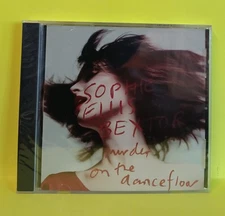 SOPHIE
ELLIS
BEXTOR
murder
on the
dancefloor